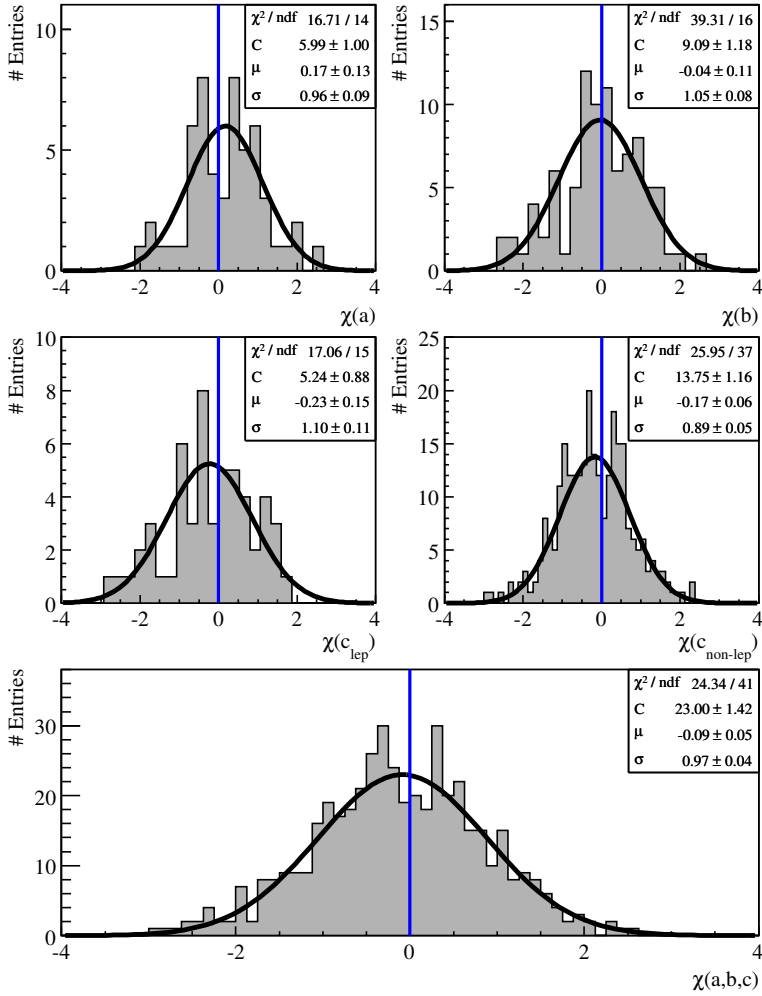 # Entries
10
5
0
-4 -2 0 2 4
χ(a)
χ² / ndf 16.71 / 14
C 5.99 ± 1.00
μ 0.17 ± 0.13
σ 0.96 ± 0.09
# Entries
15
10
5
0
-4 -2 0 2 4
χ(b)
χ² / ndf 39.31 / 16
C 9.09 ± 1.18
μ -0.04 ± 0.11
σ 1.05 ± 0.08
# Entries
10
8
6
4
2
0
-4 -2 0 2 4
χ(c_lep)
χ² / ndf 17.06 / 15
C 5.24 ± 0.88
μ -0.23 ± 0.15
σ 1.10 ± 0.11
# Entries
25
20
15
10
5
0
-4 -2 0 2 4
χ(c_non-lep)
χ² / ndf 25.95 / 37
C 13.75 ± 1.16
μ -0.17 ± 0.06
σ 0.89 ± 0.05
# Entries
30
20
10
0
-4 -2 0 2 4
χ(a,b,c)
χ² / ndf 24.34 / 41
C 23.00 ± 1.42
μ -0.09 ± 0.05
σ 0.97 ± 0.04